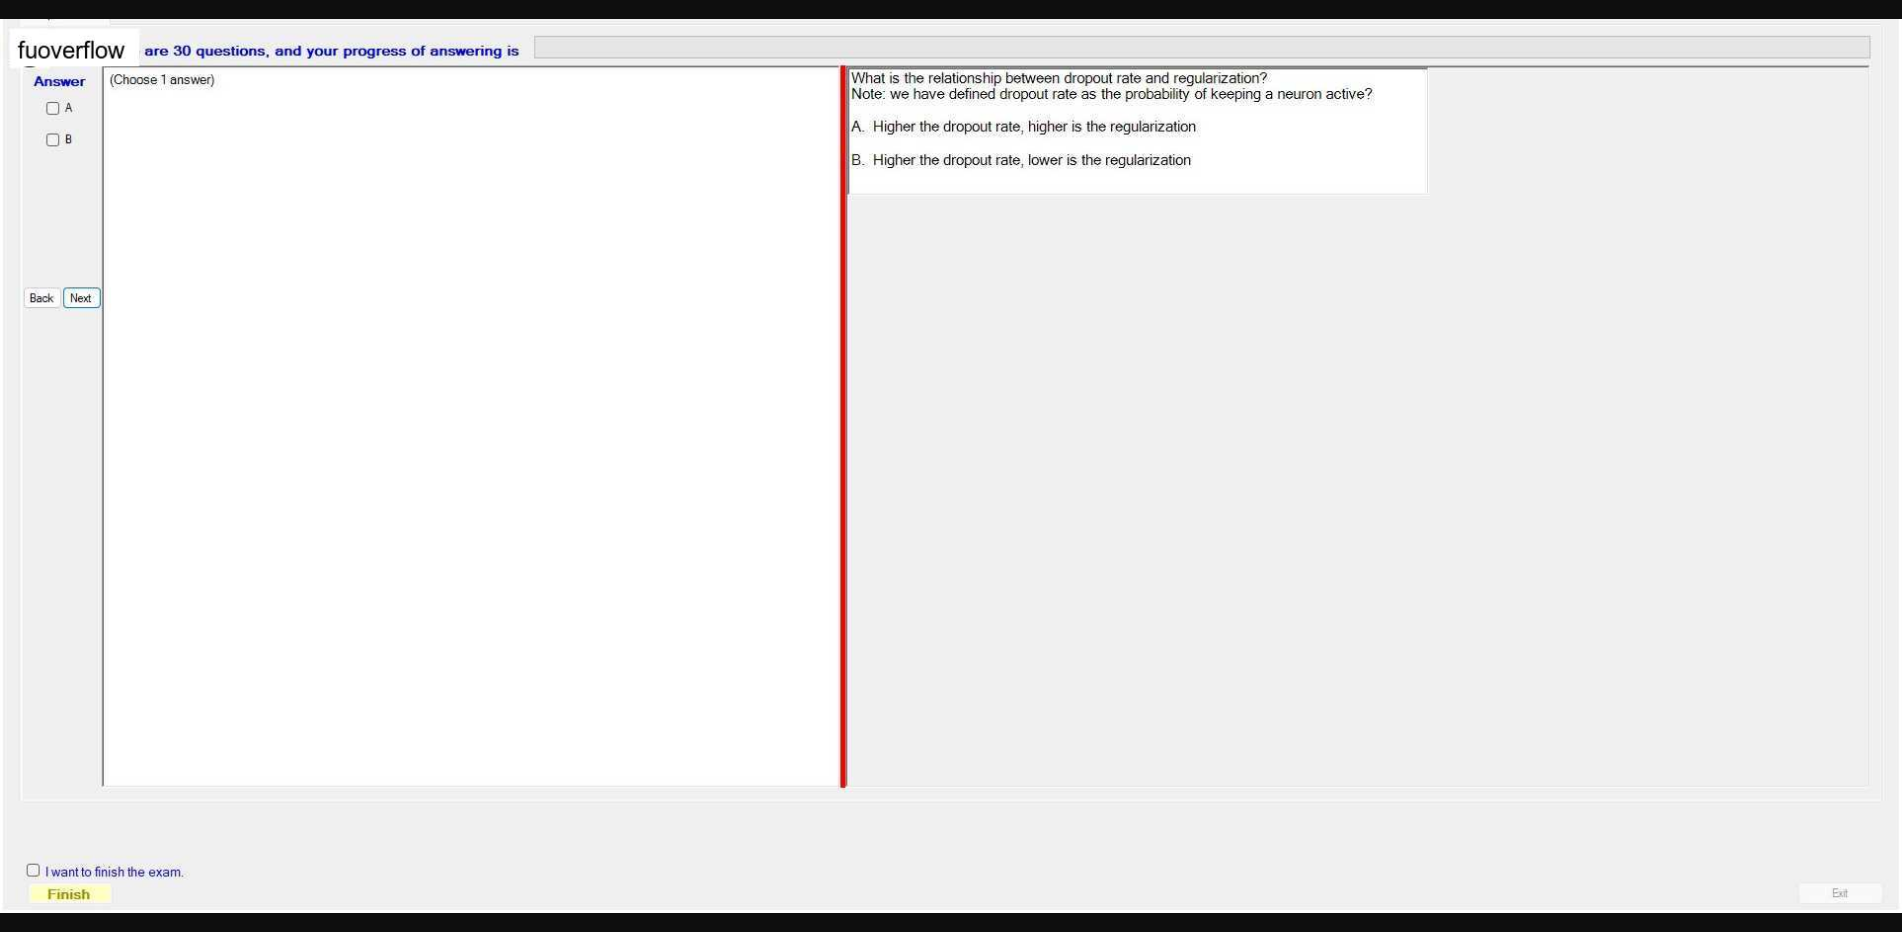 fuoverflow are 30 questions, and your progress of answering is
Answer
(Choose 1 answer)
A
B
Back Next
What is the relationship between dropout rate and regularization?
Note: we have defined dropout rate as the probability of keeping a neuron active?
A. Higher the dropout rate, higher is the regularization
B. Higher the dropout rate, lower is the regularization
I want to finish the exam.
Finish
Exit